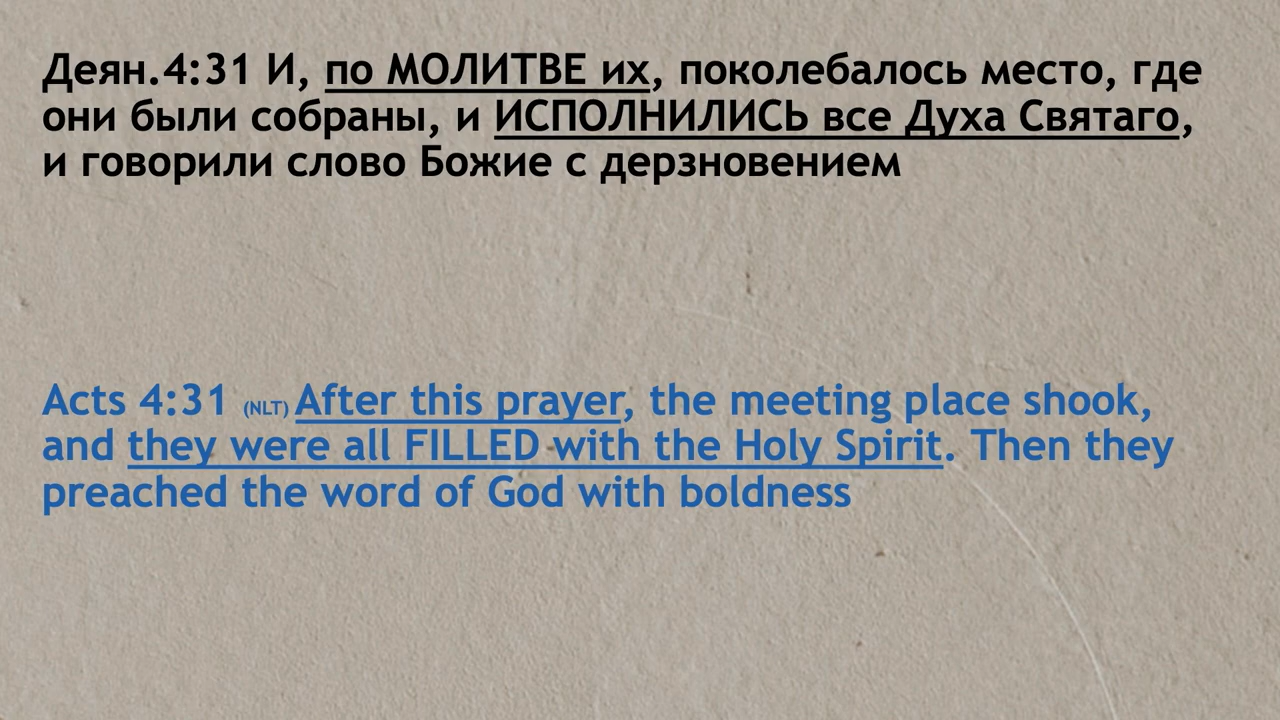 Деян.4:31 И, по МОЛИТВЕ их, поколебалось место, где
они были собраны, и ИСПОЛНИЛИСЬ все Духа Святаго,
и говорили слово Божие с дерзновением
Acts 4:31 (NLT) After this prayer, the meeting place shook,
and they were all FILLED with the Holy Spirit. Then they
preached the word of God with boldness